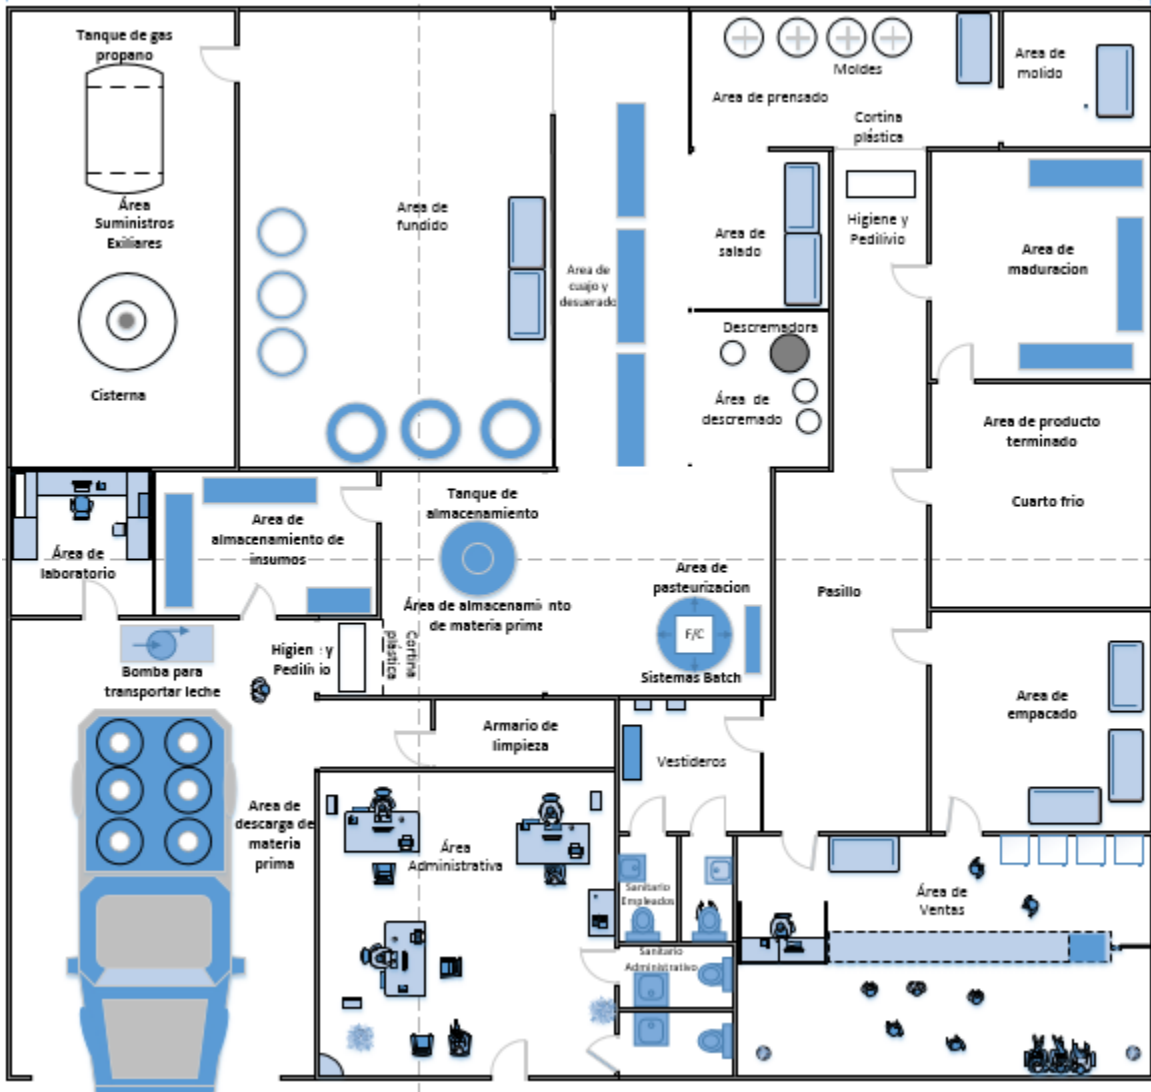 Tanque de gas
propano
Área
Suministros
Exiliares
Cisterna
Area de
fundido
Area de
cuajo y
desuerado
Moldes
Area de prensado
Cortina
plástica
Area de
molido
Area de
salado
Higiene y
Pedilivio
Area de
maduracion
Descremadora
Área de
descremado
Area de producto
terminado
Cuarto frio
Área de
laboratorio
Area de
almacenamiento de
insumos
Tanque de
almacenamiento
Área de almacenami nto
de materia prima
Area de
pasteurizacion
F/C
Sistemas Batch
Pasillo
Bomba para
transportar leche
Higien y
Pedilivio
Cortina
plástica
Armario de
limpieza
Vestideros
Area de
empacado
Area de
descarga de
materia
prima
Área
Administrativa
Sanitario
Empleados
Sanitario
Administrativo
Área de
Ventas